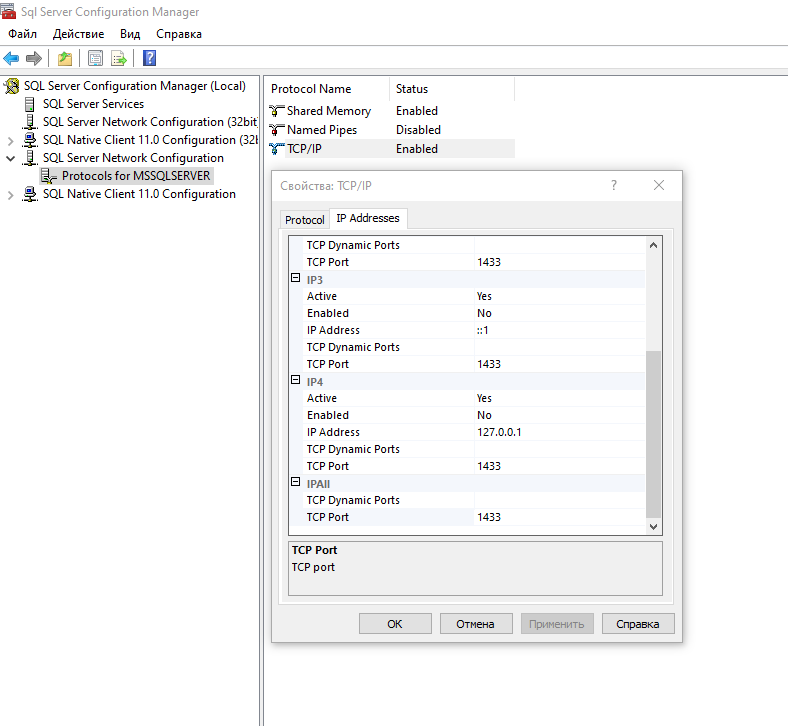 Sql Server Configuration Manager
Файл Действие Вид Справка
SQL Server Configuration Manager (Local)
SQL Server Services
SQL Server Network Configuration (32bit
SQL Native Client 11.0 Configuration (32b
SQL Server Network Configuration
Protocols for MSSQLSERVER
SQL Native Client 11.0 Configuration
Protocol Name Status
Shared Memory Enabled
Named Pipes Disabled
TCP/IP Enabled
Свойства: TCP/IP
Protocol IP Addresses
TCP Dynamic Ports
TCP Port 1433
IP3
Active Yes
Enabled No
IP Address ::1
TCP Dynamic Ports
TCP Port 1433
IP4
Active Yes
Enabled No
IP Address 127.0.0.1
TCP Dynamic Ports
TCP Port 1433
IPAll
TCP Dynamic Ports
TCP Port 1433
TCP Port
TCP port
OK Отмена Применить Справка